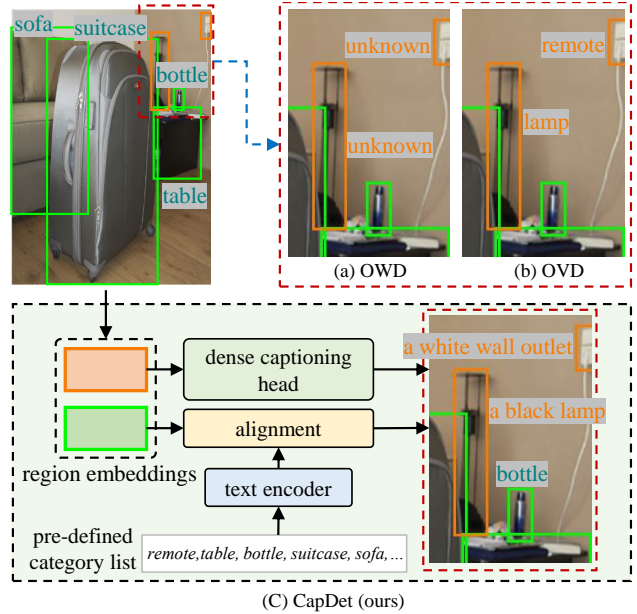 sofa
suitcase
bottle
table
unknown
unknown
(a) OWD
remote
lamp
(b) OVD
dense captioning
head
alignment
region embeddings
text encoder
pre-defined
category list
remote,table, bottle, suitcase, sofa,...
a white wall outlet
a black lamp
bottle
(C) CapDet (ours)